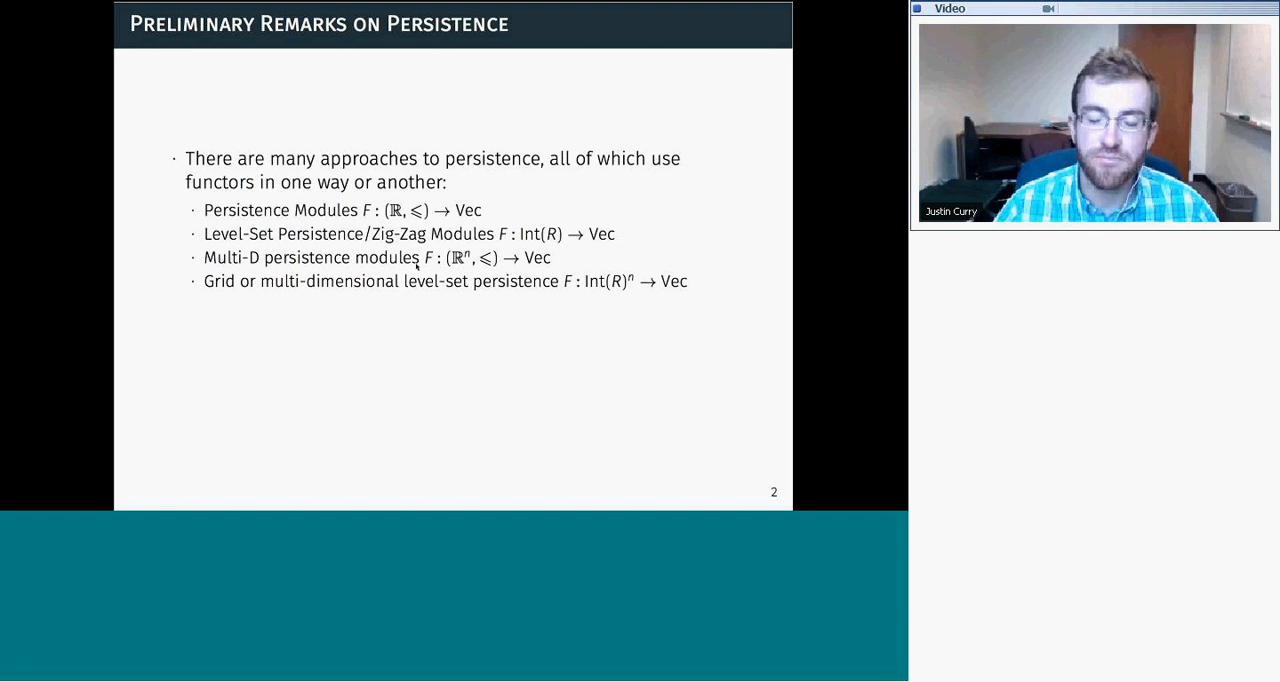 PRELIMINARY REMARKS ON PERSISTENCE
· There are many approaches to persistence, all of which use
functors in one way or another:
· Persistence Modules F : (ℝ, ⩽) → Vec
· Level-Set Persistence/Zig-Zag Modules F : Int(R) → Vec
· Multi-D persistence modules F : (ℝⁿ, ⩽) → Vec
· Grid or multi-dimensional level-set persistence F : Int(R)ⁿ → Vec
2
Video
Justin Curry